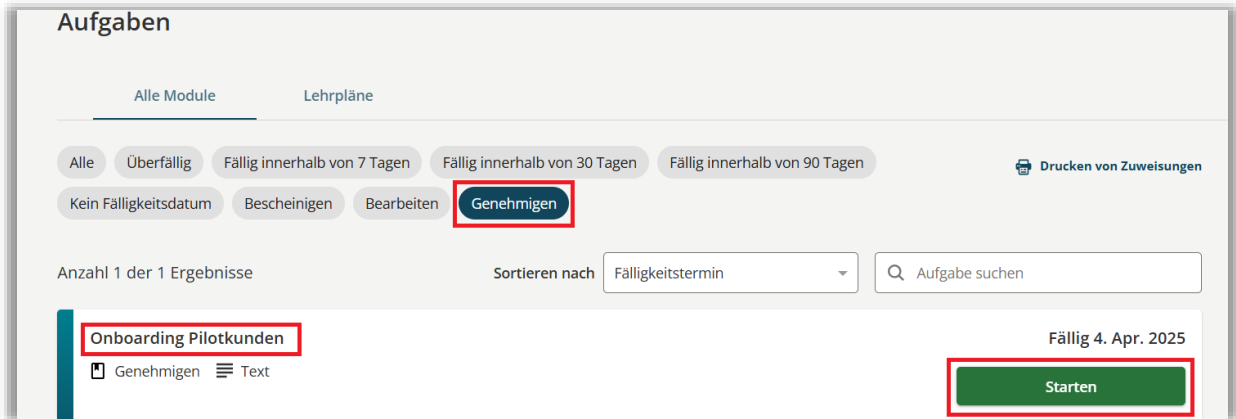 Aufgaben
Alle Module Lehrpläne
Alle Überfällig Fällig innerhalb von 7 Tagen Fällig innerhalb von 30 Tagen Fällig innerhalb von 90 Tagen
Drucken von Zuweisungen
Kein Fälligkeitsdatum Bescheinigen Bearbeiten Genehmigen
Anzahl 1 der 1 Ergebnisse Sortieren nach Fälligkeitstermin Aufgabe suchen
Onboarding Pilotkunden Fällig 4. Apr. 2025
Genehmigen Text
Starten